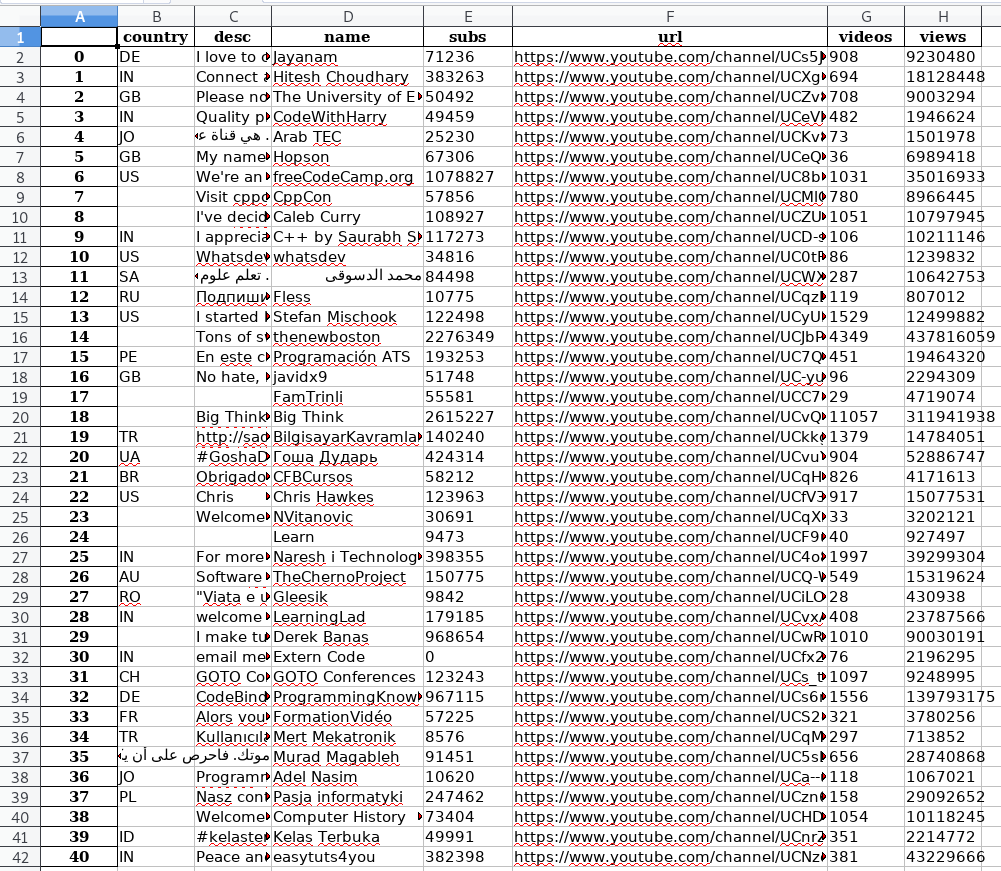 A B C D E F G H
1 country desc name subs url videos views
2 0 DE I love to Jayanam 71236 https://www.youtube.com/channel/UCs5 908 9230480
3 1 IN Connect Hitesh Choudhary 383263 https://www.youtube.com/channel/UCXg 694 18128448
4 2 GB Please no The University of E 50492 https://www.youtube.com/channel/UCZv 708 9003294
5 3 IN Quality p CodeWithHarry 49459 https://www.youtube.com/channel/UCeV 482 1946624
6 4 JO . هي قناة ع Arab TEC 25230 https://www.youtube.com/channel/UCKv 73 1501978
7 5 GB My name Hopson 67306 https://www.youtube.com/channel/UCeQ 36 6989418
8 6 US We're an freeCodeCamp.org 1078827 https://www.youtube.com/channel/UC8b 1031 35016933
9 7 Visit cppc CppCon 57856 https://www.youtube.com/channel/UCMl 780 8966445
10 8 I've decid Caleb Curry 108927 https://www.youtube.com/channel/UCZU 1051 10797945
11 9 IN I apprecia C++ by Saurabh S 117273 https://www.youtube.com/channel/UCD- 106 10211146
12 10 US Whatsde whatsdev 34816 https://www.youtube.com/channel/UC0t 86 1239832
13 11 SA . تعلم علوم محمد الدسوقى 84498 https://www.youtube.com/channel/UCWX 287 10642753
14 12 RU Подпиши Fless 10775 https://www.youtube.com/channel/UCqz 119 807012
15 13 US I started Stefan Mischook 122498 https://www.youtube.com/channel/UCyU 1529 12499882
16 14 Tons of s thenewboston 2276349 https://www.youtube.com/channel/UCJb 4349 437816059
17 15 PE En este c Programación ATS 193253 https://www.youtube.com/channel/UC7Q 451 19464320
18 16 GB No hate, javidx9 51748 https://www.youtube.com/channel/UC-yu 96 2294309
19 17 FamTrinli 55581 https://www.youtube.com/channel/UCC7 29 4719074
20 18 Big Think Big Think 2615227 https://www.youtube.com/channel/UCvQ 11057 311941938
21 19 TR http://sad BilgisayarKavramla 140240 https://www.youtube.com/channel/UCkk 1379 14784051
22 20 UA #GoshaD Гоша Дударь 424314 https://www.youtube.com/channel/UCvu 904 52886747
23 21 BR Obrigado CFBCursos 58212 https://www.youtube.com/channel/UCqH 826 4171613
24 22 US Chris Chris Hawkes 123963 https://www.youtube.com/channel/UCfV3 917 15077531
25 23 Welcome NVitanovic 30691 https://www.youtube.com/channel/UCqX 33 3202121
26 24 Learn 9473 https://www.youtube.com/channel/UCF9 40 927497
27 25 IN For more Naresh i Technolog 398355 https://www.youtube.com/channel/UC4o 1997 39299304
28 26 AU Software TheChernoProject 150775 https://www.youtube.com/channel/UCQ- 549 15319624
29 27 RO "Viata e u Gleesik 9842 https://www.youtube.com/channel/UCiLO 28 430938
30 28 IN welcome LearningLad 179185 https://www.youtube.com/channel/UCvx 408 23787566
31 29 I make tu Derek Banas 968654 https://www.youtube.com/channel/UCwR 1010 90030191
32 30 IN email me Extern Code 0 https://www.youtube.com/channel/UCfx2 76 2196295
33 31 CH GOTO Co GOTO Conferences 123243 https://www.youtube.com/channel/UCs_t 1097 9248995
34 32 DE CodeBind ProgrammingKnow 967115 https://www.youtube.com/channel/UCs6 1556 139793175
35 33 FR Alors vou FormationVidéo 57225 https://www.youtube.com/channel/UCS2 321 3780256
36 34 TR Kullanıcıla Mert Mekatronik 8576 https://www.youtube.com/channel/UCqM 297 713852
37 35 موتك. فاحرص على أن ي Murad Magableh 91451 https://www.youtube.com/channel/UC5s 656 28740868
38 36 JO Program Adel Nasim 10620 https://www.youtube.com/channel/UCa-- 118 1067021
39 37 PL Nasz con Pasja informatyki 247462 https://www.youtube.com/channel/UCzn 158 29092652
40 38 Welcome Computer History 73404 https://www.youtube.com/channel/UCHD 1054 10118245
41 39 ID #kelaster Kelas Terbuka 49991 https://www.youtube.com/channel/UCnr 351 2214772
42 40 IN Peace an easytuts4you 382398 https://www.youtube.com/channel/UCNz 381 43229666